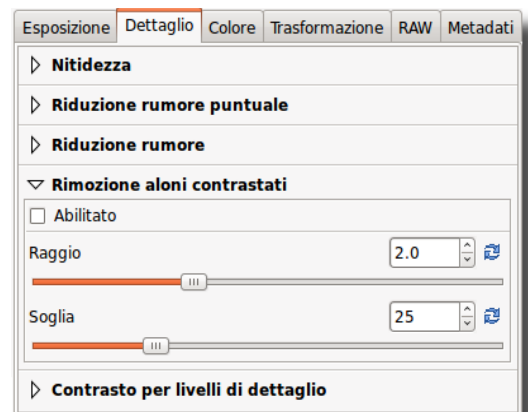 Esposizione Dettaglio Colore Trasformazione RAW Metadati
Nitidezza
Riduzione rumore puntuale
Riduzione rumore
Rimozione aloni contrastati
Abilitato
Raggio 2.0
Soglia 25
Contrasto per livelli di dettaglio